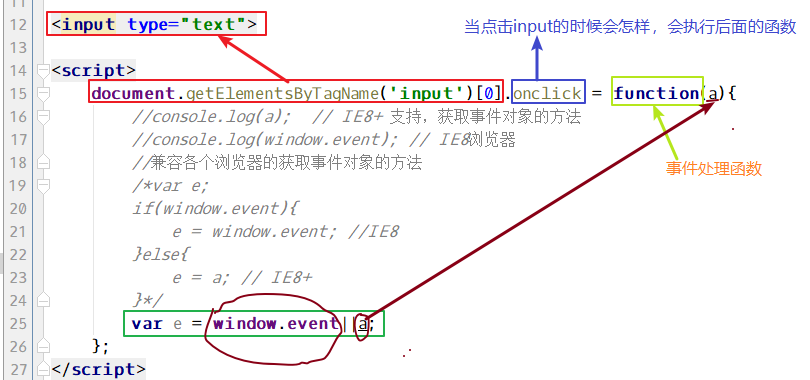 11
12 <input type="text">
当点击input的时候会怎样，会执行后面的函数
13
14 <script>
15 document.getElementsByTagName('input')[0].onclick = function(a){
16 //console.log(a); // IE8+ 支持，获取事件对象的方法
17 //console.log(window.event); // IE8浏览器
18 //兼容各个浏览器的获取事件对象的方法
事件处理函数
19 /*var e;
20 if(window.event){
21 e = window.event; //IE8
22 }else{
23 e = a; // IE8+
24 }*/
25 var e = window.event||a;
26 };
27 </script>